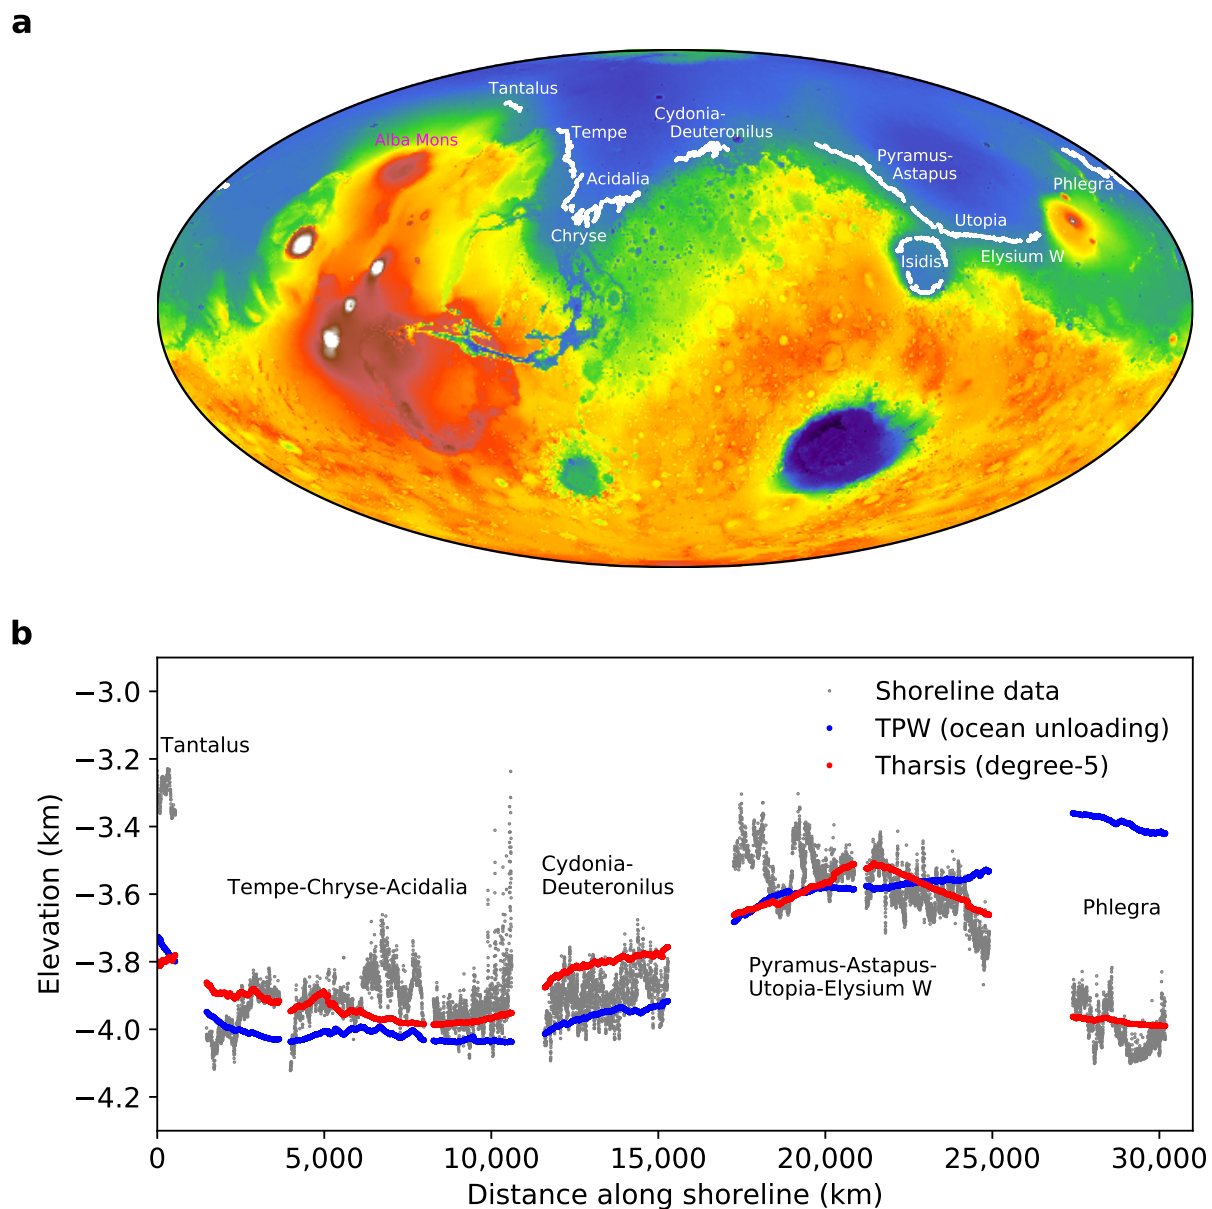 a
Tantalus
Alba Mons
Tempe
Cydonia-
Deuteronilus
Acidalia
Chryse
Pyramus-
Astapus
Phlegra
Utopia
Isidis
Elysium W
b
Elevation (km)
−3.0
−3.2
−3.4
−3.6
−3.8
−4.0
−4.2
Shoreline data
TPW (ocean unloading)
Tharsis (degree-5)
Tantalus
Tempe-Chryse-Acidalia
Cydonia-
Deuteronilus
Pyramus-Astapus-
Utopia-Elysium W
Phlegra
0
5,000
10,000
15,000
20,000
25,000
30,000
Distance along shoreline (km)